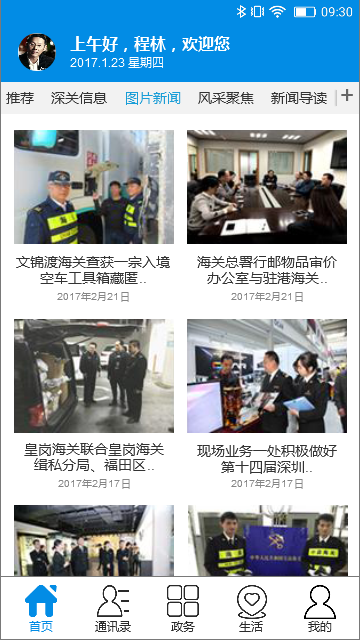 09:30
上午好，程林，欢迎您
2017.1.23 星期四
推荐 深关信息 图片新闻 风采聚焦 新闻导读 +
文锦渡海关查获一宗入境
空车工具箱藏匿..
2017年2月21日
海关总署行邮物品审价
办公室与驻港海关..
2017年2月21日
皇岗海关联合皇岗海关
缉私分局、福田区..
2017年2月17日
现场业务一处积极做好
第十四届深圳..
2017年2月17日
首页 通讯录 政务 生活 我的